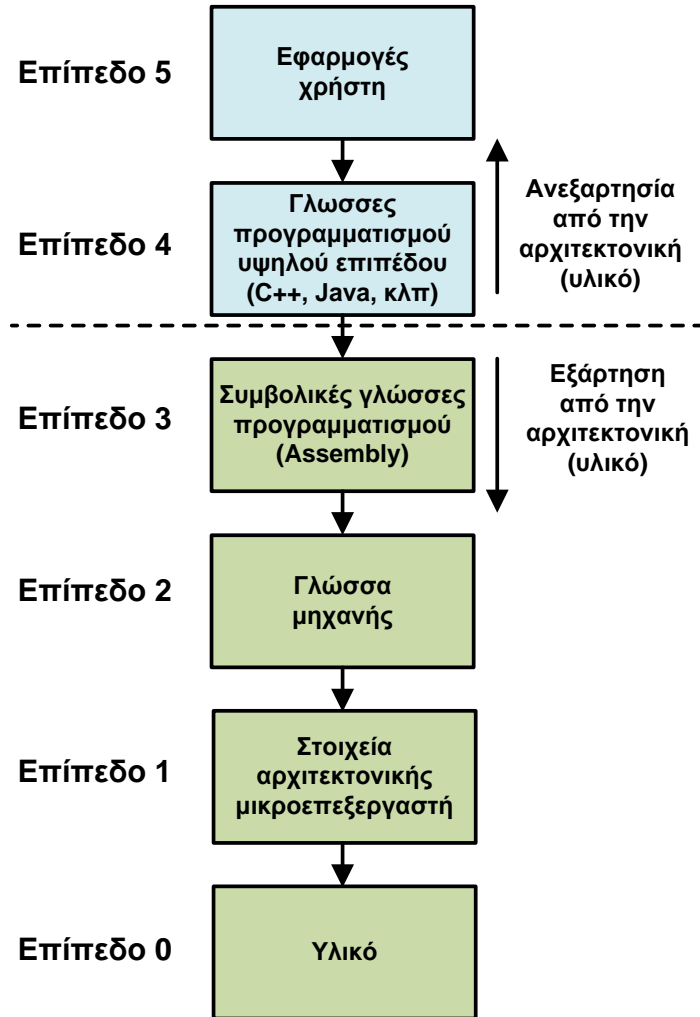 Επίπεδο 5
Εφαρμογές
χρήστη
Επίπεδο 4
Γλωσσες
προγραμματισμού
υψηλού επιπέδου
(C++, Java, κλπ)
Ανεξαρτησία
από την
αρχιτεκτονική
(υλικό)
Επίπεδο 3
Συμβολικές γλώσσες
προγραμματισμού
(Assembly)
Εξάρτηση
από την
αρχιτεκτονική
(υλικό)
Επίπεδο 2
Γλώσσα
μηχανής
Επίπεδο 1
Στοιχεία
αρχιτεκτονικής
μικροεπεξεργαστή
Επίπεδο 0
Υλικό